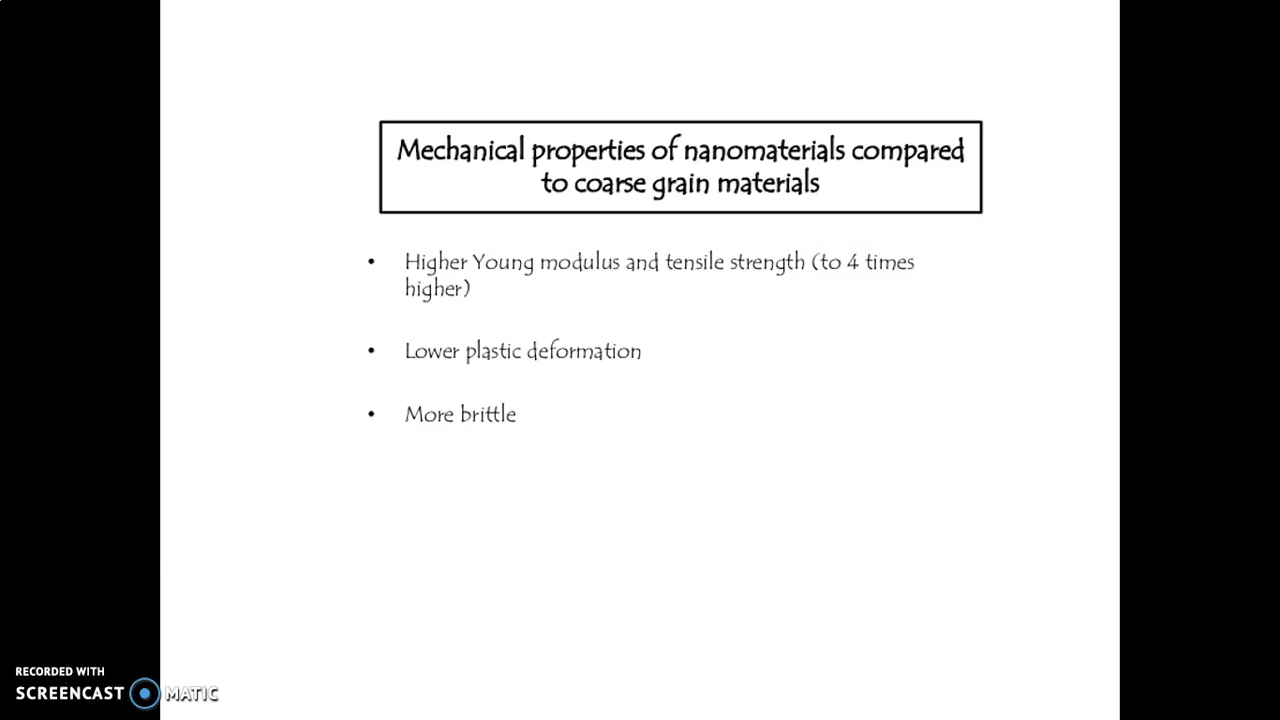 Mechanical properties of nanomaterials compared
to coarse grain materials
• Higher Young modulus and tensile strength (to 4 times
higher)
• Lower plastic deformation
• More brittle
RECORDED WITH
SCREENCAST MATIC